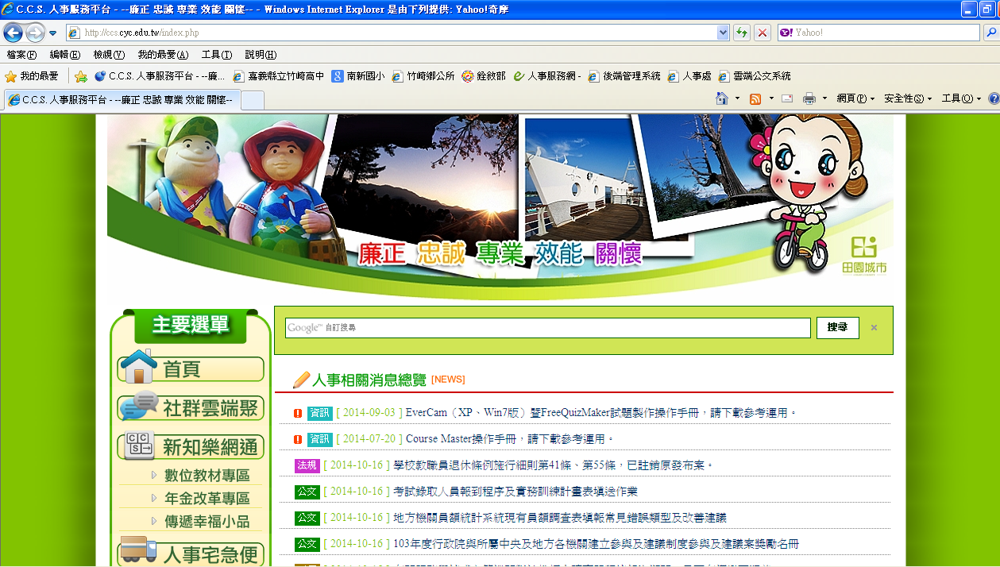 C.C.S. 人事服務平台 - --廉正 忠誠 專業 效能 關懷-- - Windows Internet Explorer 是由下列提供: Yahoo!奇摩
http://ccs.cyc.edu.tw/index.php
Yahoo!
檔案(F) 編輯(E) 檢視(V) 我的最愛(A) 工具(T) 說明(H)
我的最愛 C.C.S. 人事服務平台 - --廉... 嘉義縣立竹崎高中 南新國小 竹崎鄉公所 銓敘部 人事服務網 - 後端管理系統 人事處 雲端公文系統
C.C.S. 人事服務平台 - --廉正 忠誠 專業 效能 關懷--
網頁(P) 安全性(S) 工具(O)
廉正 忠誠 專業 效能 關懷
田園城市
主要選單
首頁
社群雲端聚
CCS→
新知樂網通
數位教材專區
年金改革專區
傳遞幸福小品
人事宅急便
Google™ 自訂搜尋
搜尋
×
人事相關消息總覽 [NEWS]
資訊 [ 2014-09-03 ] EverCam（XP、Win7版）暨FreeQuizMaker試題製作操作手冊，請下載參考運用。
資訊 [ 2014-07-20 ] Course Master操作手冊，請下載參考運用。
法規 [ 2014-10-16 ] 學校教職員退休條例施行細則第41條、第55條，已註銷原發布案。
公文 [ 2014-10-16 ] 考試錄取人員報到程序及實務訓練計畫表填送作業
公文 [ 2014-10-16 ] 地方機關員額統計系統現有員額調查表填報常見錯誤類型及改善建議
公文 [ 2014-10-16 ] 103年度行政院與所屬中央及地方各機關建立參與及建議制度參與及建議案獎勵名冊